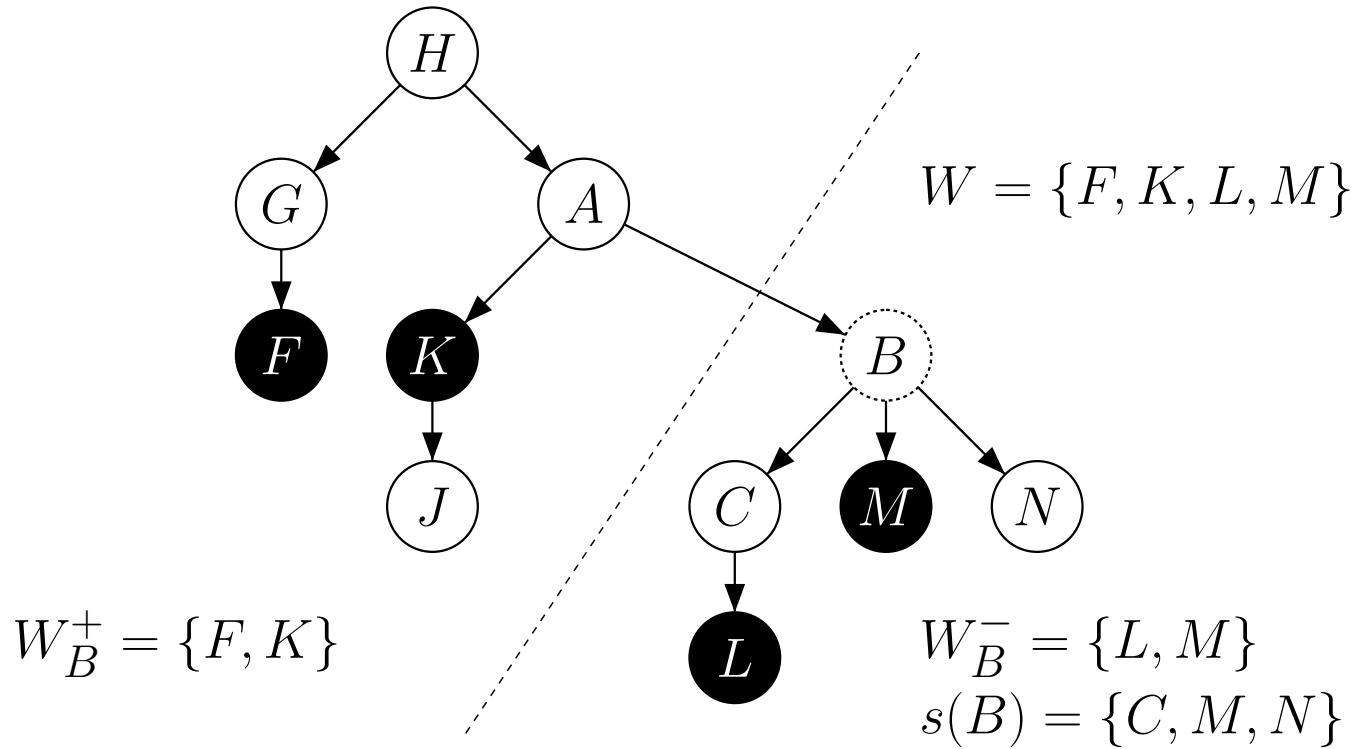 H
W = {F, K, L, M}
G
A
F
K
B
J
C
M
N
W_B^+ = {F, K}
W_B^- = {L, M}
L
s(B) = {C, M, N}